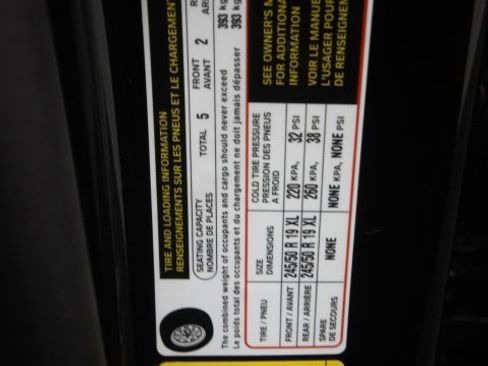 TIRE AND LOADING INFORMATION
RENSEIGNEMENTS SUR LES PNEUS ET LE CHARGEMENT
SEATING CAPACITY
NOMBRE DE PLACES
TOTAL 5
FRONT
AVANT 2
The combined weight of occupants and cargo should never exceed 393 kg
Le poids total des occupants et du chargement ne doit jamais dépasser 393 kg
TIRE / PNEU
SIZE
DIMENSIONS
COLD TIRE PRESSURE
PRESSION DES PNEUS
A FROID
FRONT / AVANT 245/50 R 19 XL 220 KPA, 32 PSI
REAR / ARRIÈRE 245/50 R 19 XL 260 KPA, 38 PSI
SPARE
DE SECOURS NONE NONE KPA, NONE PSI
SEE OWNER'S M
FOR ADDITIONA
INFORMATION
VOIR LE MANUE
L'USAGER POUR
DE RENSEIGNEM